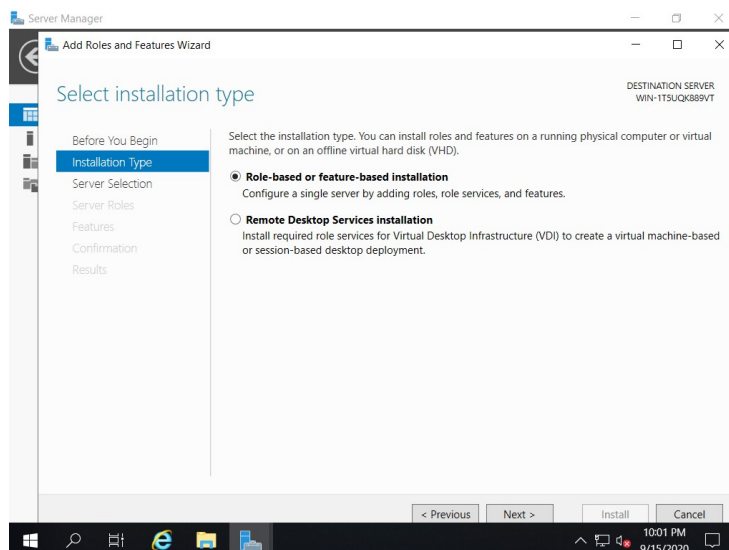 Server Manager
Add Roles and Features Wizard
Select installation type
DESTINATION SERVER
WIN-1T5UQK889VT
Before You Begin
Installation Type
Server Selection
Server Roles
Features
Confirmation
Results
Select the installation type. You can install roles and features on a running physical computer or virtual
machine, or on an offline virtual hard disk (VHD).
Role-based or feature-based installation
Configure a single server by adding roles, role services, and features.
Remote Desktop Services installation
Install required role services for Virtual Desktop Infrastructure (VDI) to create a virtual machine-based
or session-based desktop deployment.
< Previous
Next >
Install
Cancel
10:01 PM
9/15/2020